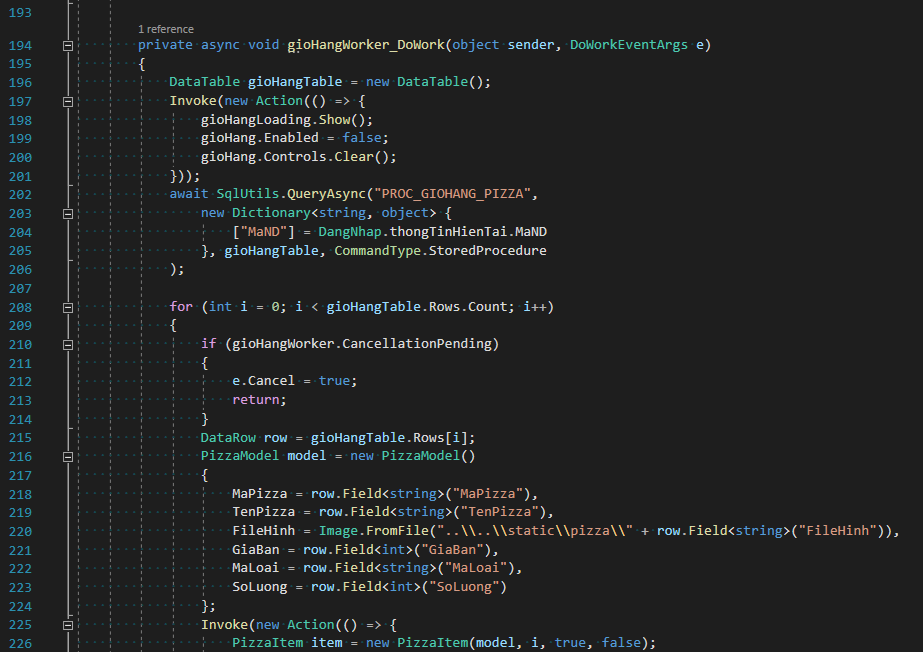 193
1 reference
194 private async void gioHangWorker_DoWork(object sender, DoWorkEventArgs e)
195 {
196 DataTable gioHangTable = new DataTable();
197 Invoke(new Action(() => {
198 gioHangLoading.Show();
199 gioHang.Enabled = false;
200 gioHang.Controls.Clear();
201 }));
202 await SqlUtils.QueryAsync("PROC_GIOHANG_PIZZA",
203 new Dictionary<string, object> {
204 ["MaND"] = DangNhap.thongTinHienTai.MaND
205 }, gioHangTable, CommandType.StoredProcedure
206 );
207
208 for (int i = 0; i < gioHangTable.Rows.Count; i++)
209 {
210 if (gioHangWorker.CancellationPending)
211 {
212 e.Cancel = true;
213 return;
214 }
215 DataRow row = gioHangTable.Rows[i];
216 PizzaModel model = new PizzaModel()
217 {
218 MaPizza = row.Field<string>("MaPizza"),
219 TenPizza = row.Field<string>("TenPizza"),
220 FileHinh = Image.FromFile("..\\..\\static\\pizza\\" + row.Field<string>("FileHinh")),
221 GiaBan = row.Field<int>("GiaBan"),
222 MaLoai = row.Field<string>("MaLoai"),
223 SoLuong = row.Field<int>("SoLuong")
224 };
225 Invoke(new Action(() => {
226 PizzaItem item = new PizzaItem(model, i, true, false);